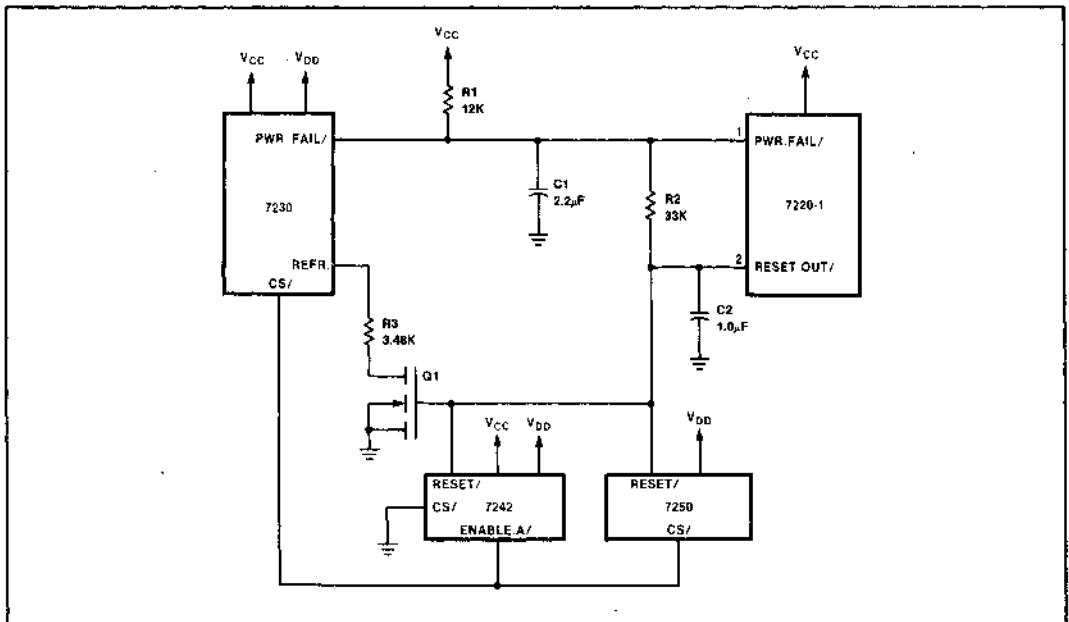 VCC
VCC
VDD
VCC
R1
12K
PWR FAIL/
1
PWR.FAIL/
C1
2.2µF
R2
33K
7230
7220-1
REFR.
2
RESET OUT/
CS/
C2
1.0µF
R3
3.48K
Q1
VCC
VDD
VDD
RESET/
RESET/
CS/
7242
7250
ENABLE.A/
CS/